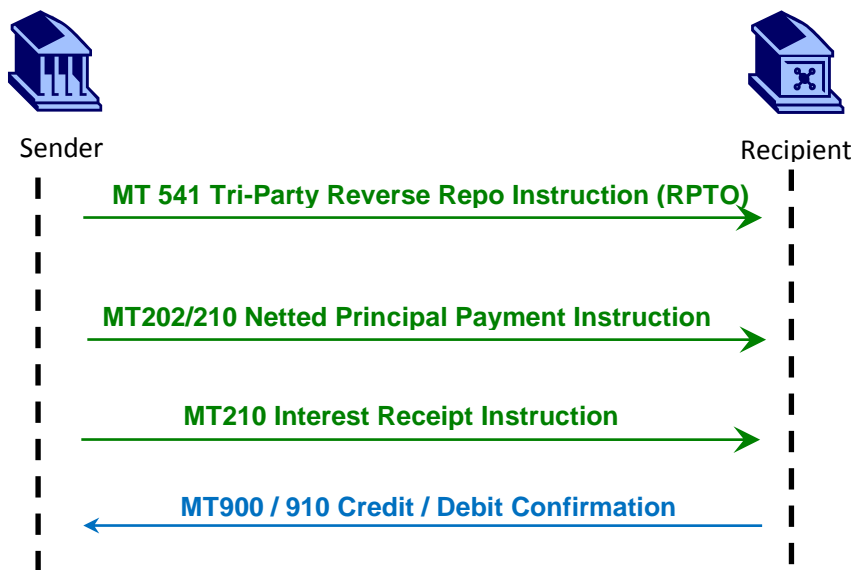 Sender
Recipient
MT 541 Tri-Party Reverse Repo Instruction (RPTO)
MT202/210 Netted Principal Payment Instruction
MT210 Interest Receipt Instruction
MT900 / 910 Credit / Debit Confirmation